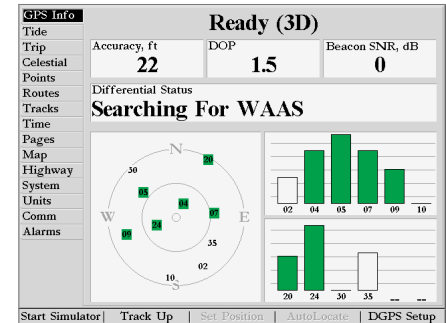 GPS Info
Tide
Trip
Celestial
Points
Routes
Tracks
Time
Pages
Map
Highway
System
Units
Comm
Alarms
Ready (3D)
Accuracy, ft
22
DOP
1.5
Beacon SNR, dB
0
Differential Status
Searching For WAAS
N
20
30
05
04
W
07
E
24
09
35
02
10
S
02 04 05 07 09 10
20 24 30 35 -- --
Start Simulator Track Up Set Position AutoLocate DGPS Setup